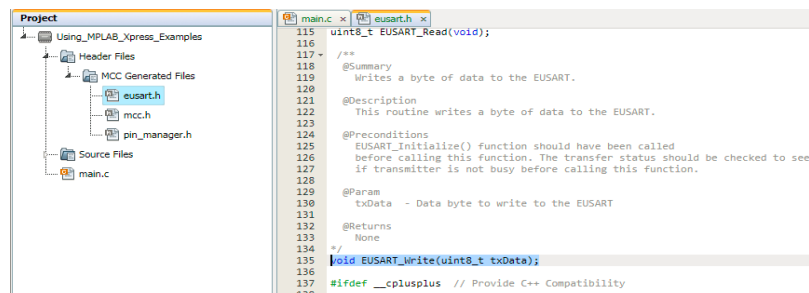 Project
Using_MPLAB_Xpress_Examples
Header Files
MCC Generated Files
eusart.h
mcc.h
pin_manager.h
Source Files
main.c
main.c x eusart.h x
115 uint8_t EUSART_Read(void);
116
117 /**
118 @Summary
119 Writes a byte of data to the EUSART.
120
121 @Description
122 This routine writes a byte of data to the EUSART.
123
124 @Preconditions
125 EUSART_Initialize() function should have been called
126 before calling this function. The transfer status should be checked to see
127 if transmitter is not busy before calling this function.
128
129 @Param
130 txData - Data byte to write to the EUSART
131
132 @Returns
133 None
134 */
135 void EUSART_Write(uint8_t txData);
136
137 #ifdef __cplusplus // Provide C++ Compatibility